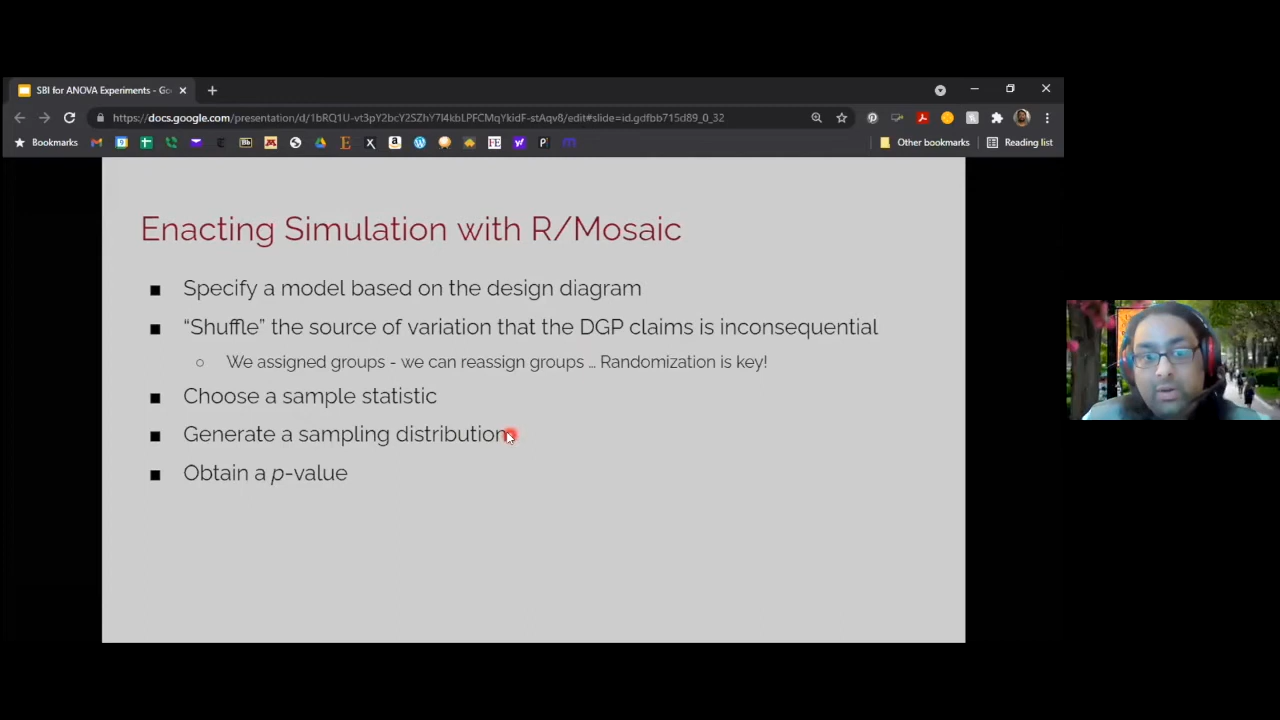 SBI for ANOVA Experiments - Go
https://docs.google.com/presentation/d/1bRQ1U-vt3pY2bcY2SZhY7l4kbLPFCMqYkidF-stAqv8/edit#slide=id.gdfbb715d89_0_32
Bookmarks
Other bookmarks
Reading list
Enacting Simulation with R/Mosaic
■ Specify a model based on the design diagram
■ “Shuffle” the source of variation that the DGP claims is inconsequential
○ We assigned groups - we can reassign groups … Randomization is key!
■ Choose a sample statistic
■ Generate a sampling distribution
■ Obtain a p-value